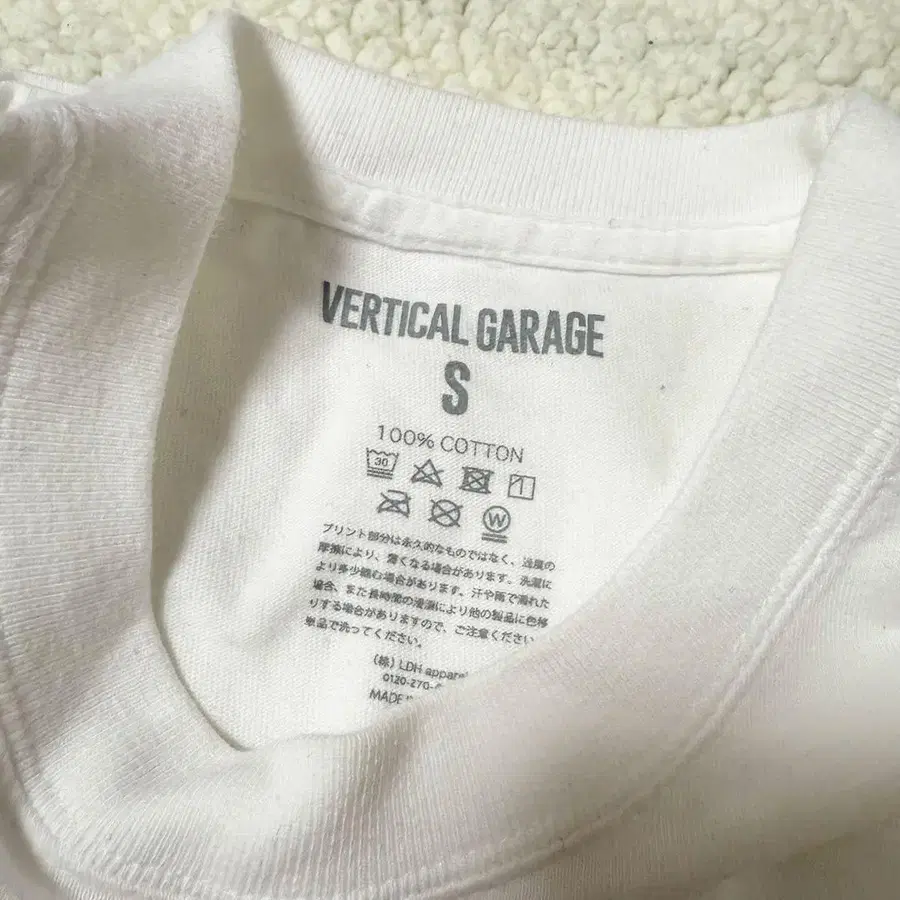 VERTICAL GARAGE
S
100% COTTON
30
1
W
プリント部分は永久的なものではなく、過度の
摩擦により、薄くなる場合があります。洗濯に
より多少縮む場合があります。汗や雨で濡れた
場合、また長時間の浸漬により他の製品に色移
りする場合がありますので、ご注意ください。
単品で洗ってください。
(株) LDH apparel
0120-270-
MADE